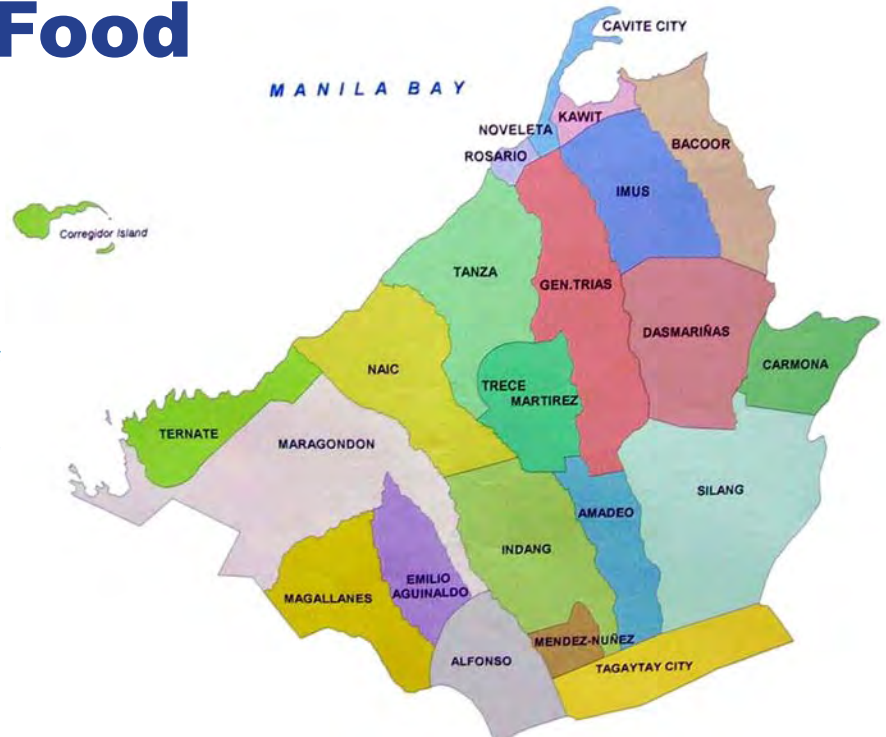 Food
CAVITE CITY
MANILA BAY
KAWIT
NOVELETA
BACOOR
ROSARIO
IMUS
Corregidor Island
TANZA
GEN.TRIAS
DASMARIÑAS
CARMONA
NAIC
TRECE
MARTIREZ
TERNATE
MARAGONDON
SILANG
AMADEO
INDANG
EMILIO
AGUINALDO
MAGALLANES
MENDEZ-NUÑEZ
ALFONSO
TAGAYTAY CITY